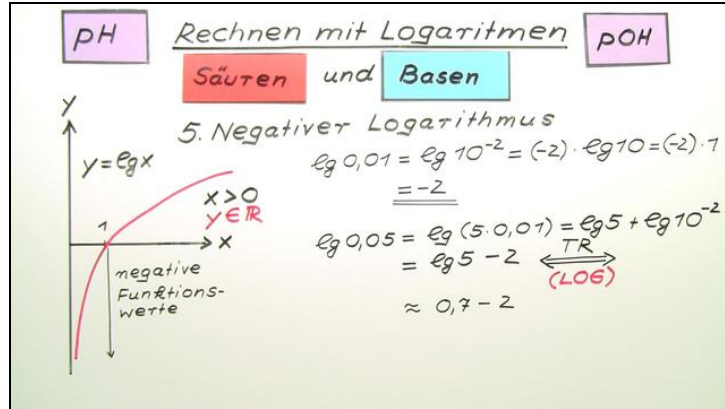 pH
Rechnen mit Logaritmen
pOH
Säuren und Basen
5. Negativer Logarithmus
y
y = lg x
x > 0
y ∈ ℝ
1
x
negative
Funktions-
werte
lg 0,01 = lg 10⁻² = (-2) · lg 10 = (-2) · 1
= -2
lg 0,05 = lg (5 · 0,01) = lg 5 + lg 10⁻²
= lg 5 - 2 TR
(LOG)
≈ 0,7 - 2